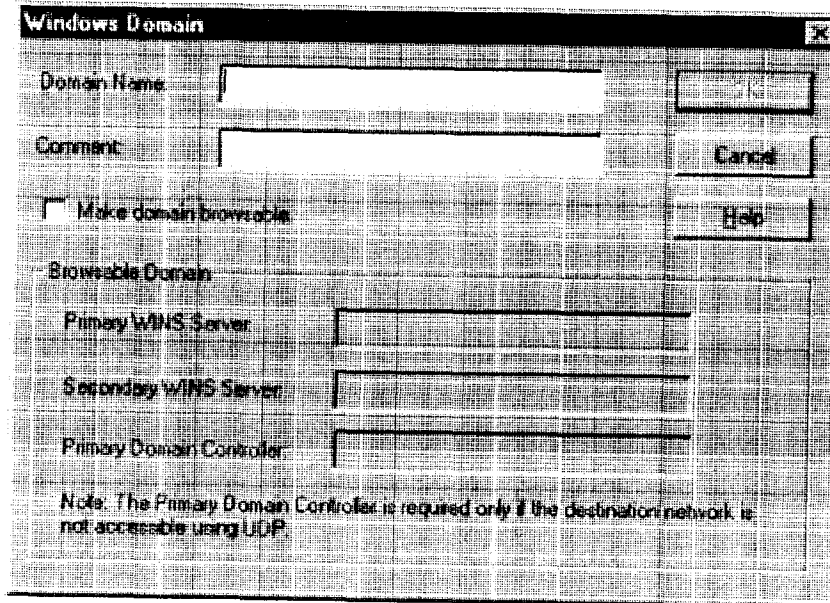 Windows Domain
Domain Name:
Comment:
Cancel
Make domain browsable
Help
Browsable Domain
Primary WINS Server:
Secondary WINS Server:
Primary Domain Controller:
Note: The Primary Domain Controller is required only if the destination network is
not accessible using UDP.